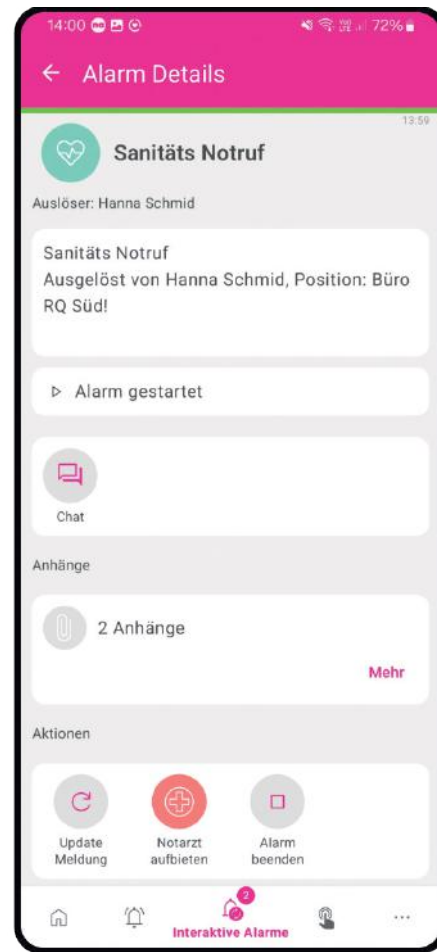 14:00
72%
Alarm Details
13:59
Sanitäts Notruf
Auslöser: Hanna Schmid
Sanitäts Notruf
Ausgelöst von Hanna Schmid, Position: Büro
RQ Süd!
Alarm gestartet
Chat
Anhänge
2 Anhänge
Mehr
Aktionen
Update
Meldung
Notarzt
aufbieten
Alarm
beenden
2
Interaktive Alarme